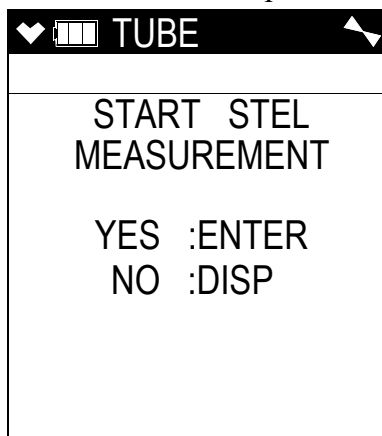 TUBE
START STEL
MEASUREMENT
YES :ENTER
NO :DISP